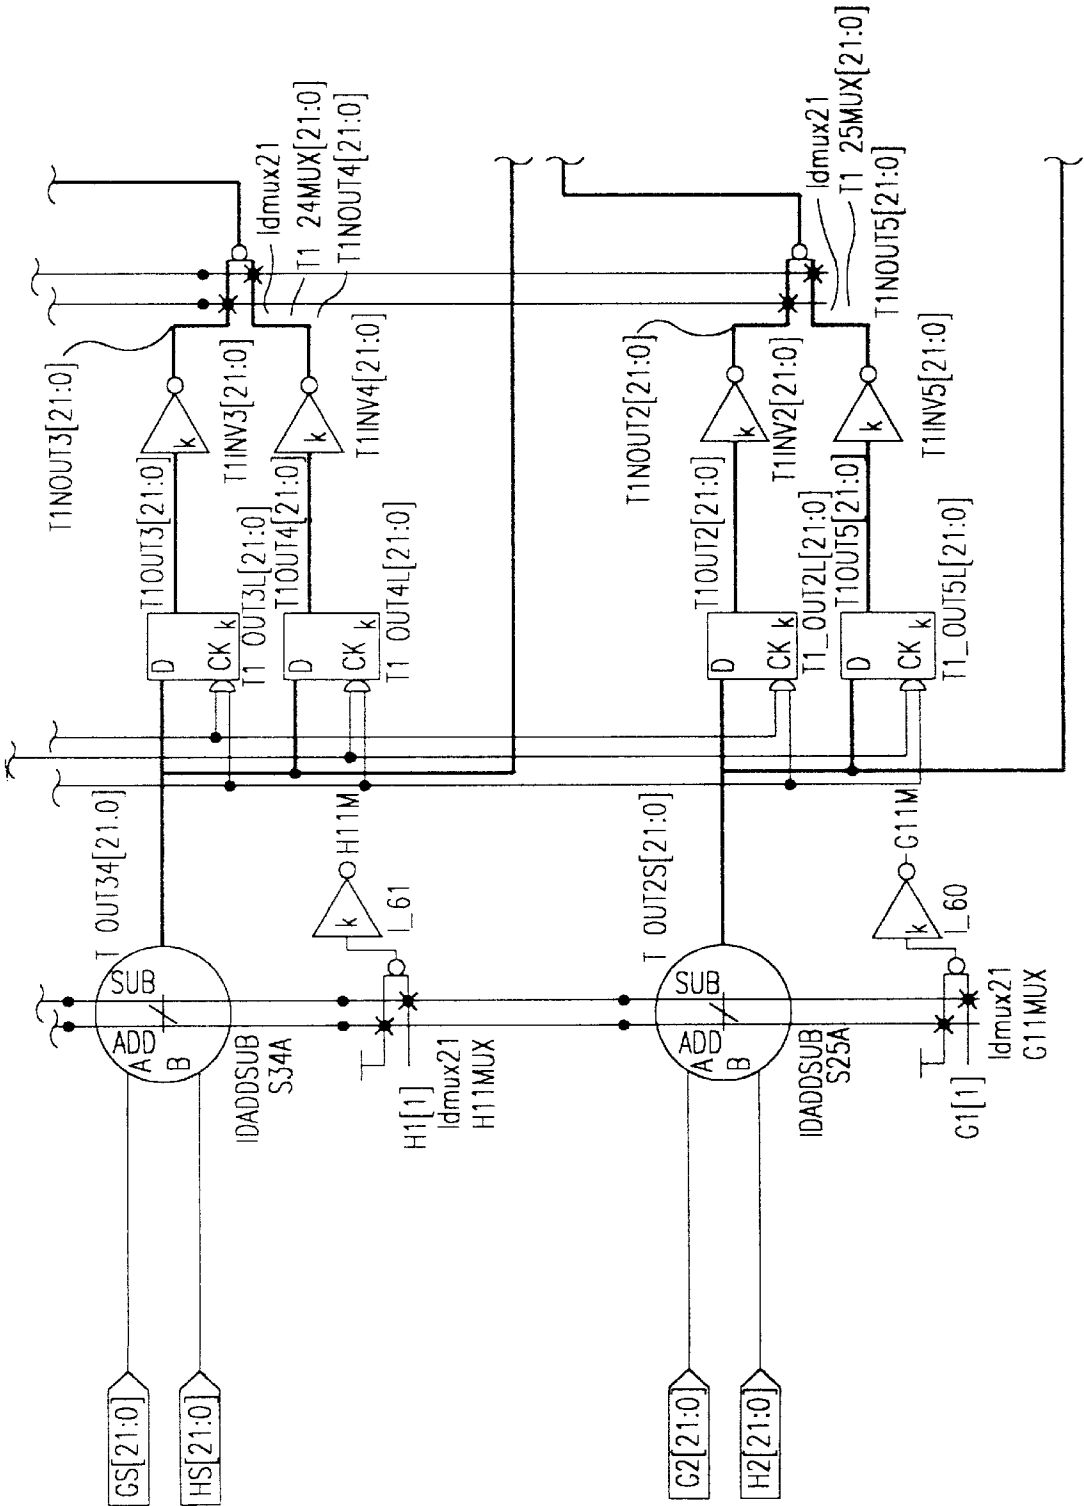 GS[21:0]
HS[21:0]
A
B
ADD
SUB
IDADDSUB
S34A
T OUT34[21.0]
H1[1]
ldmux21
H11MUX
k
I_61
H11M
D
CK
k
T1 OUT3L[21:0]
T1OUT3[21:0]
D
CK
k
T1 OUT4L[21:0]
T1OUT4[21:0]
k
T1INV3[21:0]
T1NOUT3[21:0]
k
T1INV4[21:0]
ldmux21
T1 24MUX[21:0]
T1NOUT4[21:0]
G2[21:0]
H2[21:0]
A
B
ADD
SUB
IDADDSUB
S25A
T OUT2S[21:0]
G1[1]
ldmux21
G11MUX
k
I_60
G11M
D
CK
k
T1_OUT2L[21:0]
T1OUT2[21:0]
D
CK
k
T1_OUT5L[21:0]
T1OUT5[21:0]
k
T1INV2[21:0]
T1NOUT2[21:0]
k
T1INV5[21:0]
ldmux21
T1 25MUX[21:0]
T1NOUT5[21:0]